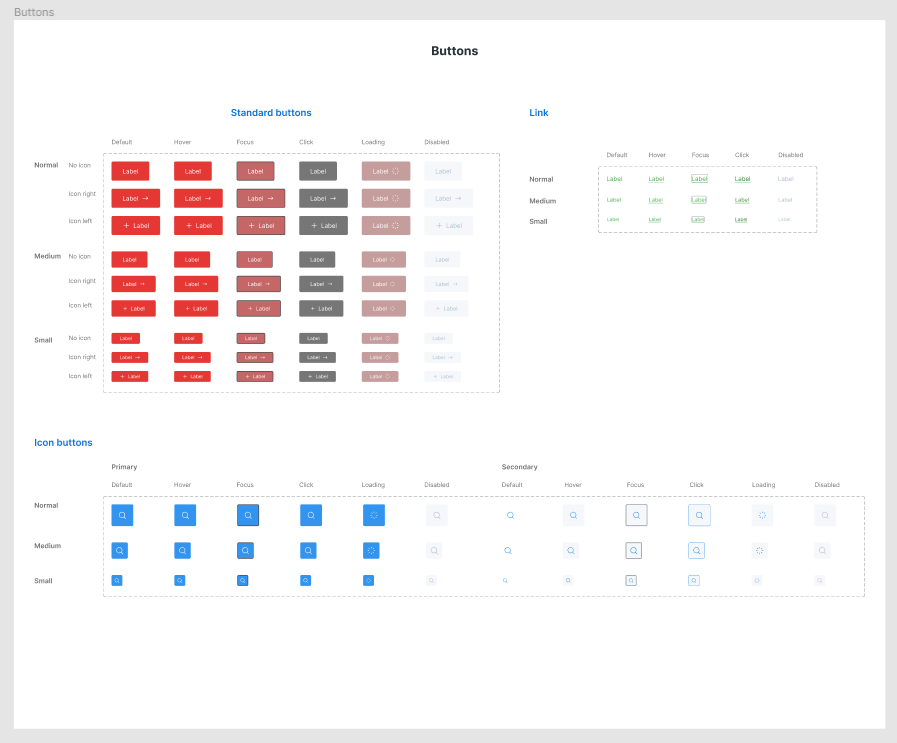 Buttons
Buttons
Standard buttons
Default Hover Focus Click Loading Disabled
Normal No icon Label Label Label Label Label Label
Icon right Label Label Label Label Label Label
Icon left Label Label Label Label Label Label
Medium No icon Label Label Label Label Label Label
Icon right Label Label Label Label Label Label
Icon left Label Label Label Label Label Label
Small No icon Label Label Label Label Label Label
Icon right Label Label Label Label Label Label
Icon left Label Label Label Label Label Label
Link
Default Hover Focus Click Disabled
Normal Label Label Label Label Label
Medium Label Label Label Label Label
Small Label Label Label Label Label
Icon buttons
Primary Secondary
Default Hover Focus Click Loading Disabled Default Hover Focus Click Loading Disabled
Normal
Medium
Small